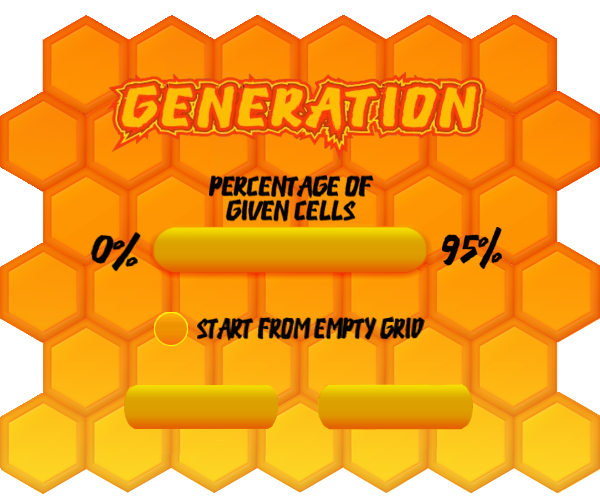 GENERATION
PERCENTAGE OF
GIVEN CELLS
0% 95%
START FROM EMPTY GRID